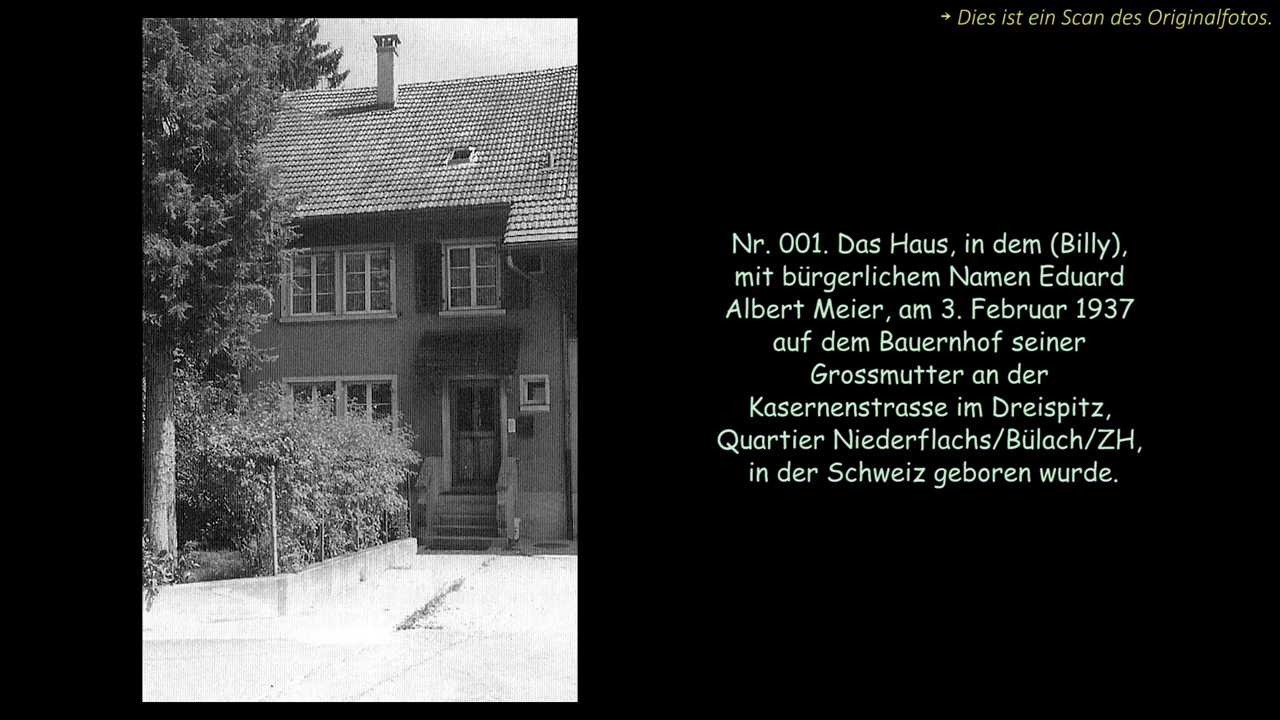 → Dies ist ein Scan des Originalfotos.
Nr. 001. Das Haus, in dem (Billy),
mit bürgerlichem Namen Eduard
Albert Meier, am 3. Februar 1937
auf dem Bauernhof seiner
Grossmutter an der
Kasernenstrasse im Dreispitz,
Quartier Niederflachs/Bülach/ZH,
in der Schweiz geboren wurde.